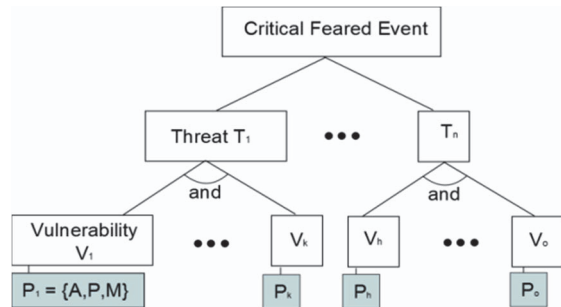 Critical Feared Event
Threat T₁
•••
Tₙ
and
and
Vulnerability
V₁
•••
Vₖ
Vₕ
•••
Vₒ
P₁ = {A,P,M}
Pₖ
Pₕ
Pₒ